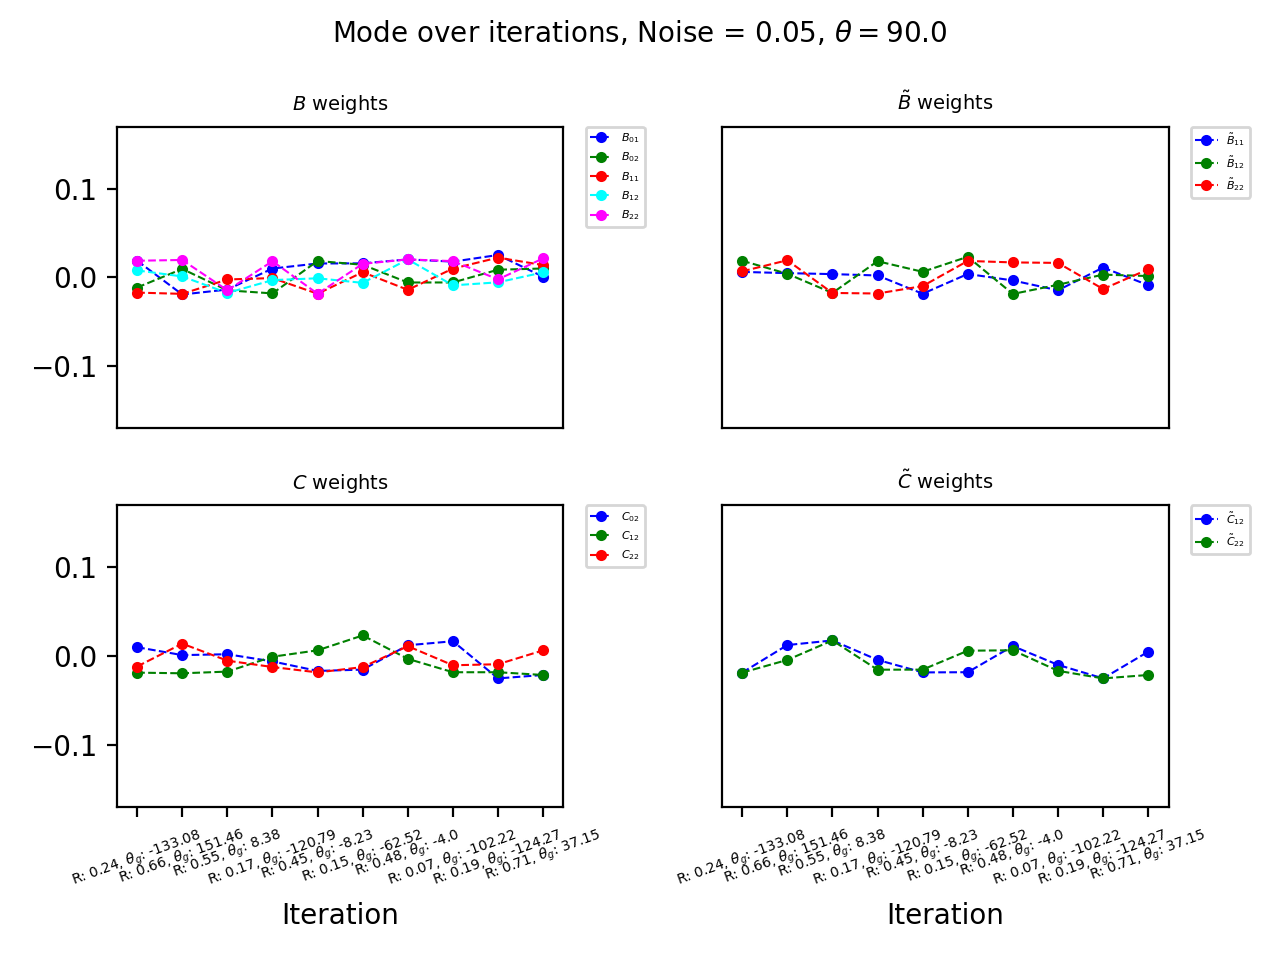 Mode over iterations, Noise = 0.05, θ = 90.0
B weights
0.1
0.0
−0.1
B₀₁
B₀₂
B₁₁
B₁₂
B₂₂
B̃ weights
B̃₁₁
B̃₁₂
B̃₂₂
C weights
0.1
0.0
−0.1
C₀₂
C₁₂
C₂₂
R: 0.24, θg: -133.08
R: 0.66, θg: 151.46
R: 0.55, θg: 8.38
R: 0.17, θg: -120.79
R: 0.45, θg: -8.23
R: 0.15, θg: -62.52
R: 0.48, θg: -4.0
R: 0.07, θg: -102.22
R: 0.19, θg: -124.27
R: 0.71, θg: 37.15
Iteration
C̃ weights
C̃₁₂
C̃₂₂
R: 0.24, θg: -133.08
R: 0.66, θg: 151.46
R: 0.55, θg: 8.38
R: 0.17, θg: -120.79
R: 0.45, θg: -8.23
R: 0.15, θg: -62.52
R: 0.48, θg: -4.0
R: 0.07, θg: -102.22
R: 0.19, θg: -124.27
R: 0.71, θg: 37.15
Iteration